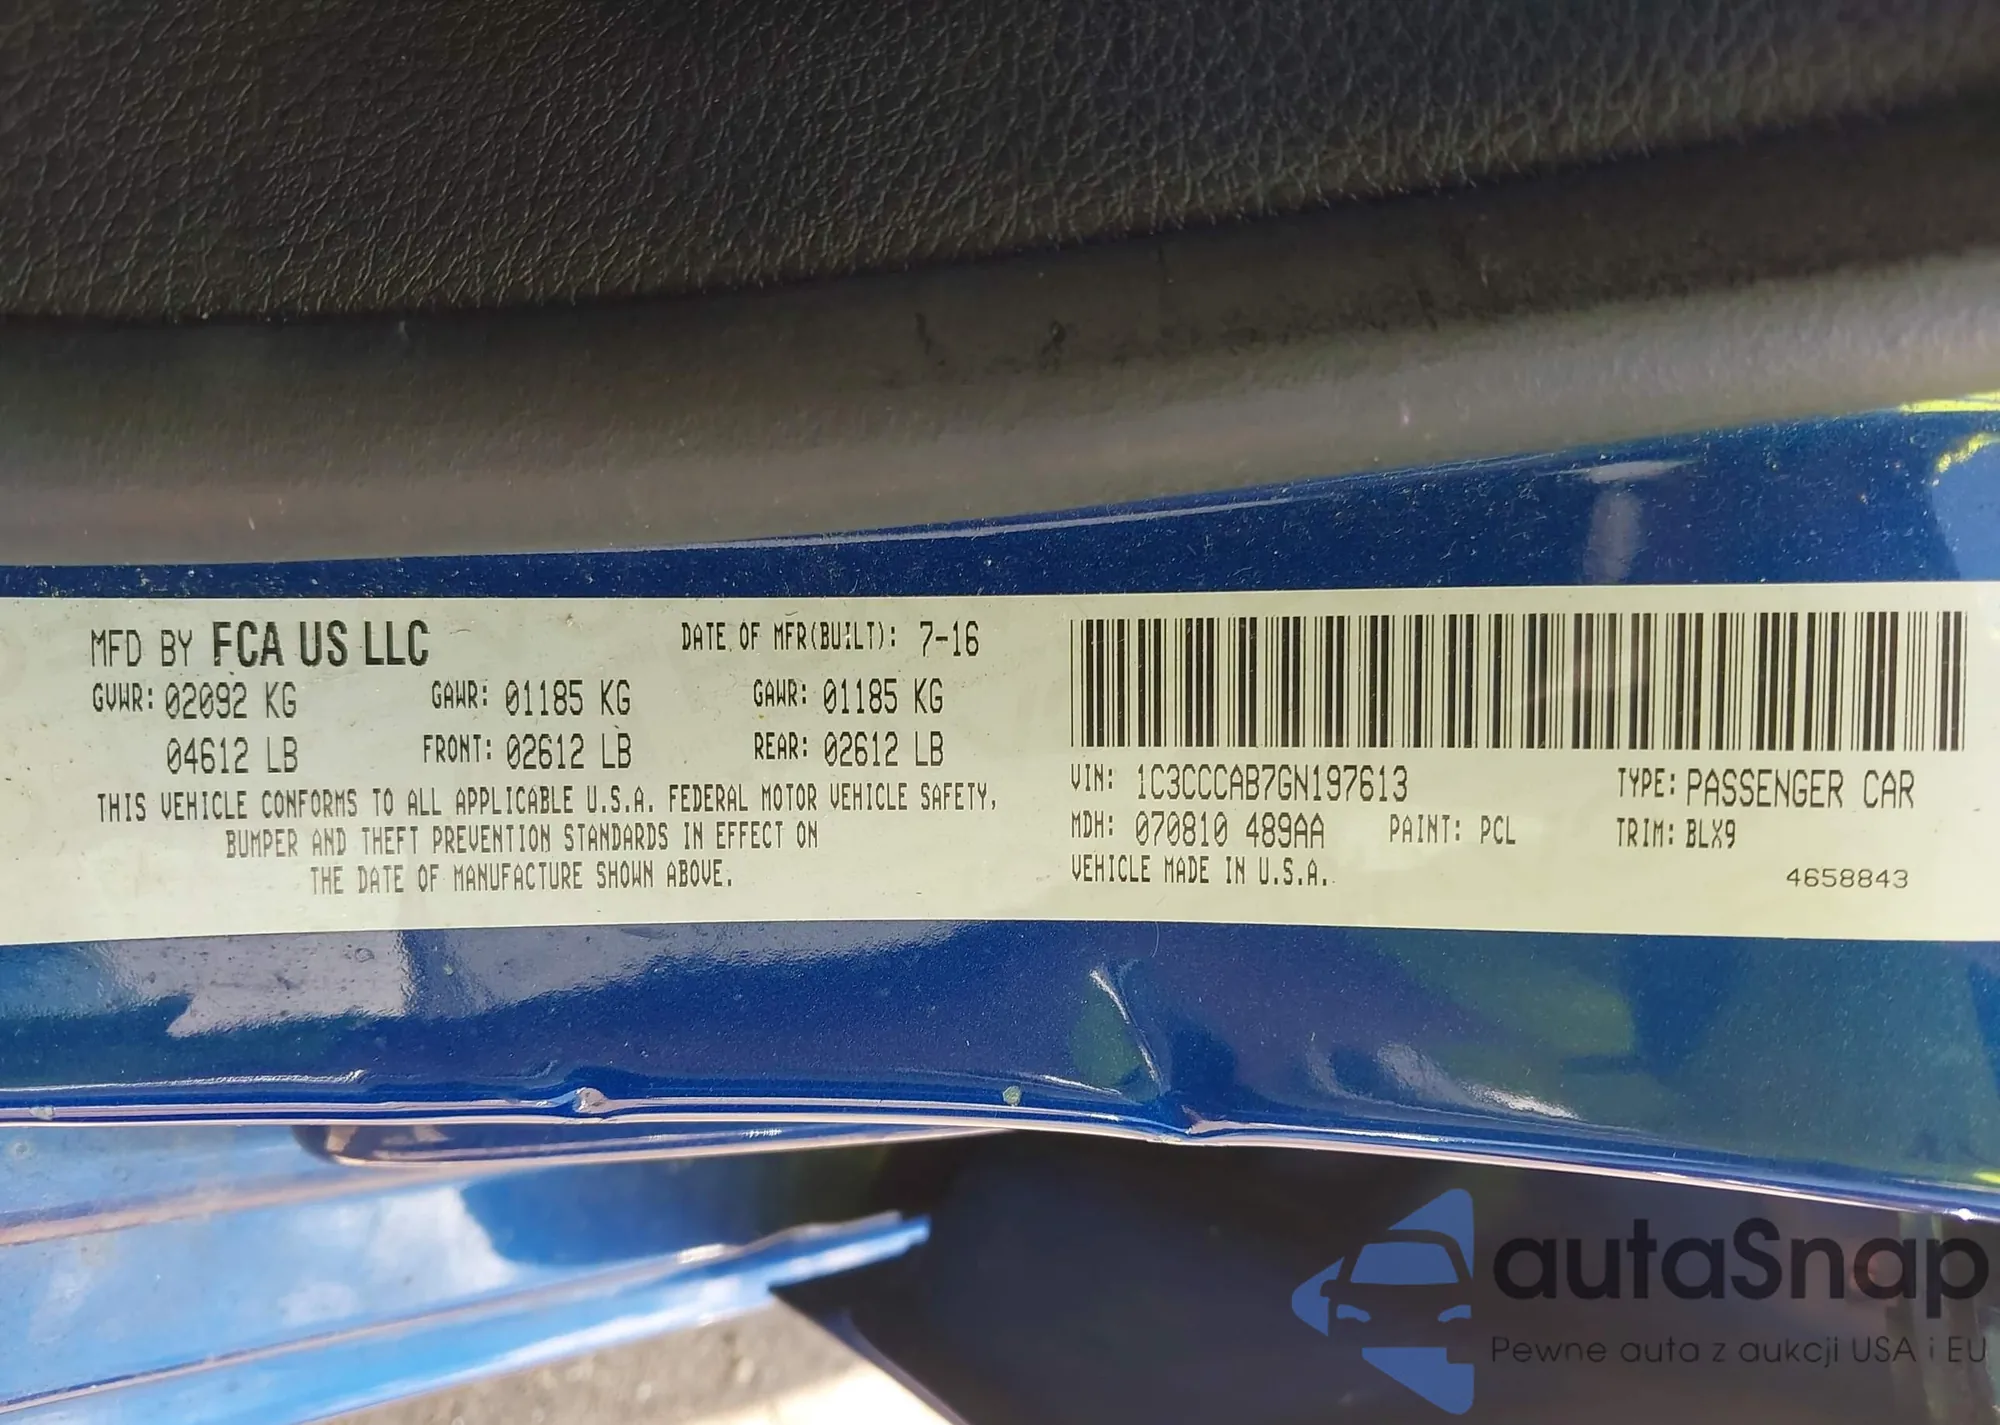 MFD BY FCA US LLC
DATE OF MFR(BUILT): 7-16
GVWR: 02092 KG
GAWR: 01185 KG
GAWR: 01185 KG
04612 LB
FRONT: 02612 LB
REAR: 02612 LB
THIS VEHICLE CONFORMS TO ALL APPLICABLE U.S.A. FEDERAL MOTOR VEHICLE SAFETY,
BUMPER AND THEFT PREVENTION STANDARDS IN EFFECT ON
THE DATE OF MANUFACTURE SHOWN ABOVE.
VIN: 1C3CCCAB7GN197613
TYPE: PASSENGER CAR
MDH: 070810 489AA
PAINT: PCL
TRIM: BLX9
VEHICLE MADE IN U.S.A.
4658843
autaSnap
Pewne auta z aukcji USA i EU